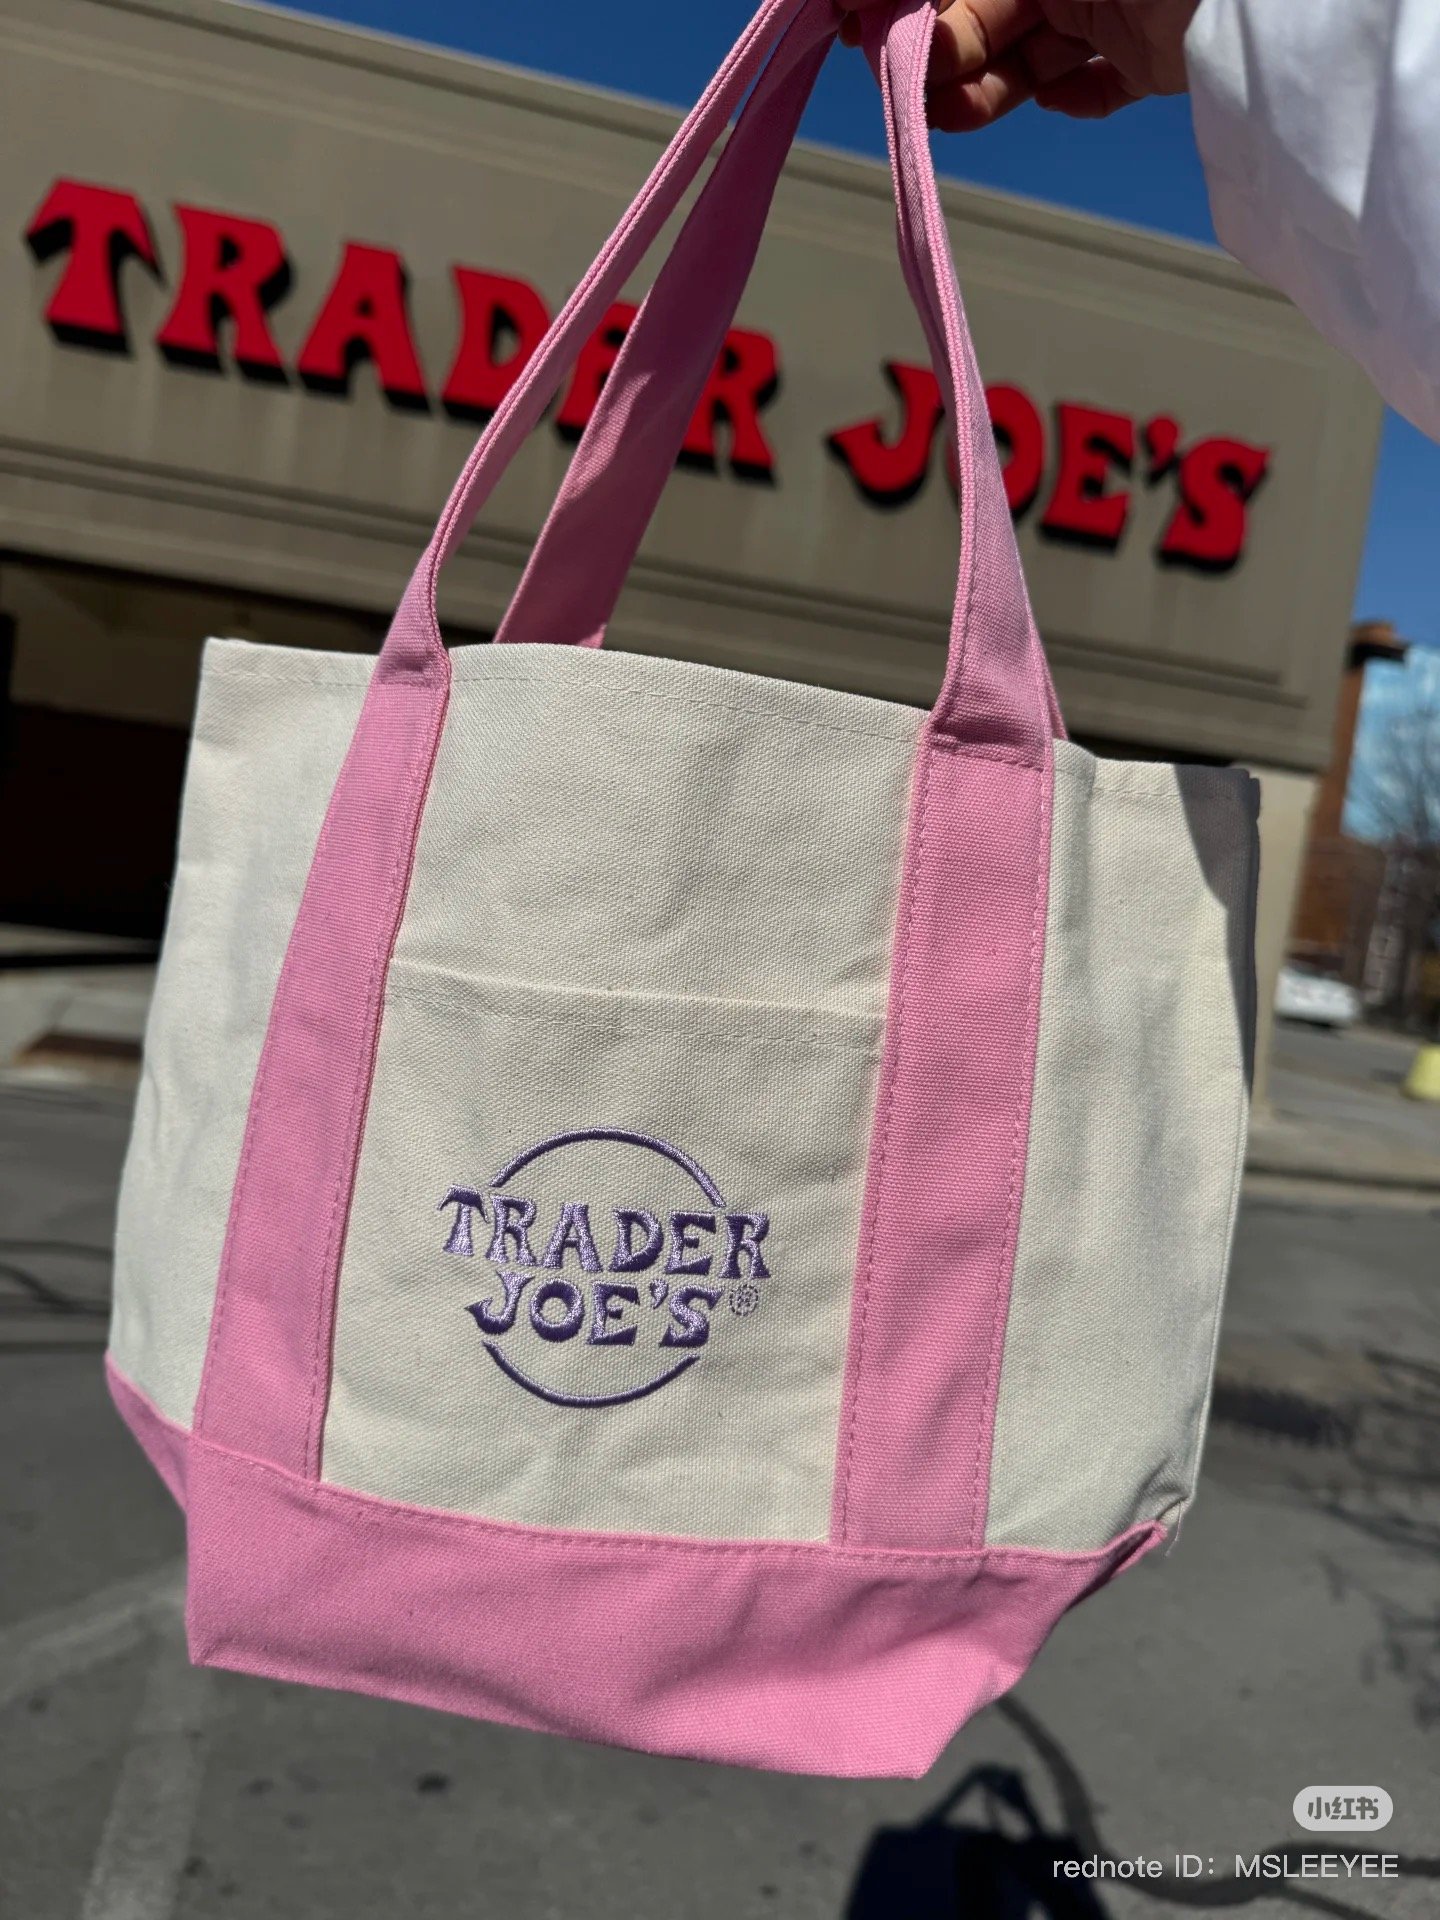 TRADER JOE'S
TRADER
JOE'S®
小红书
rednote ID：MSLEEYEE